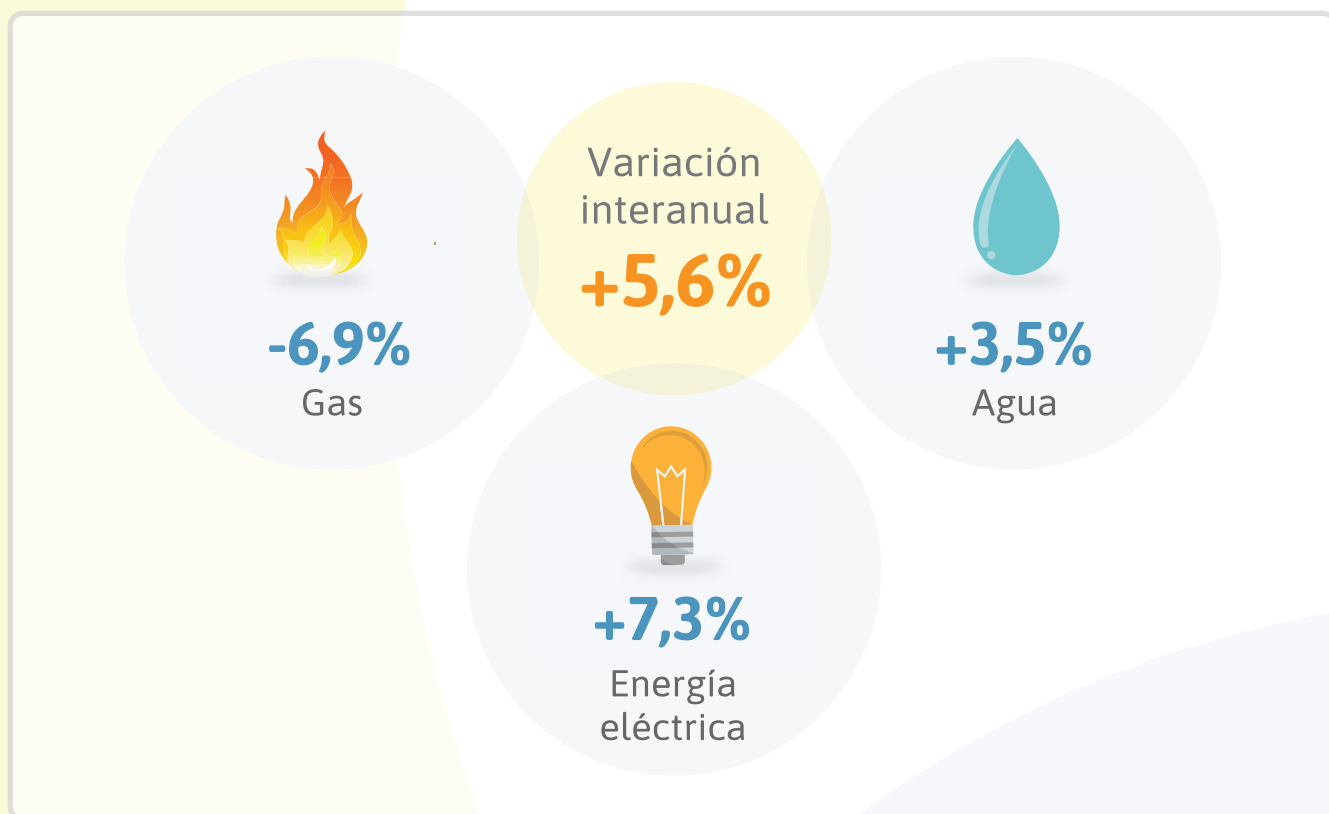 Variación
interanual
+5,6%
-6,9%
Gas
+3,5%
Agua
+7,3%
Energía
eléctrica